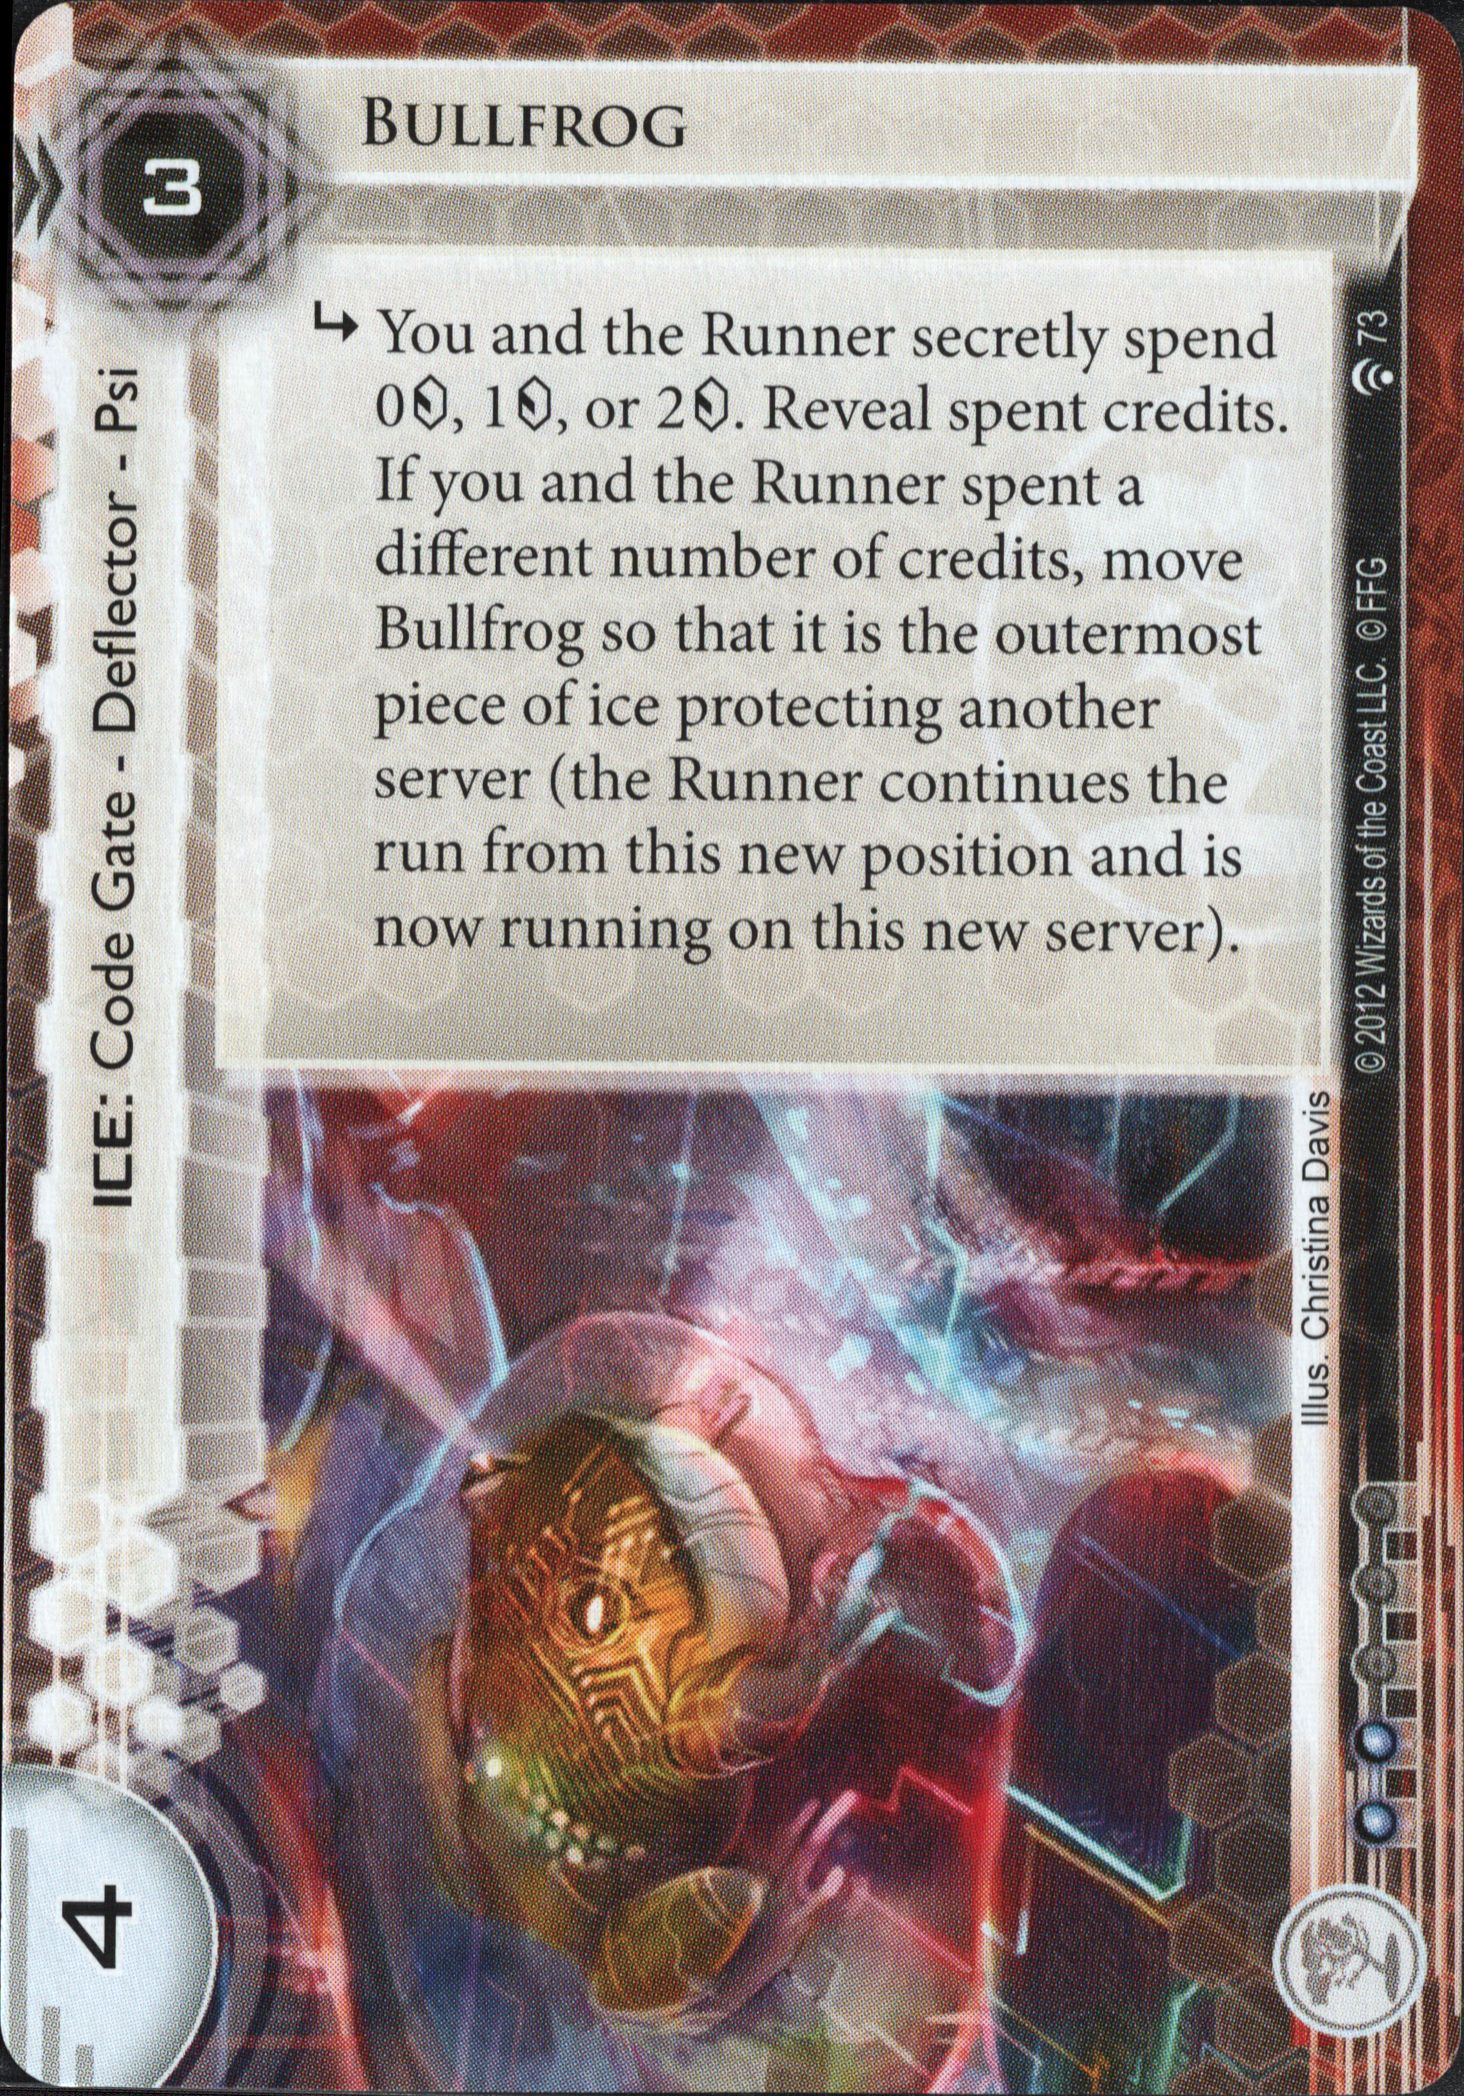 3
BULLFROG
↳ You and the Runner secretly spend
0, 1, or 2. Reveal spent credits.
If you and the Runner spent a
different number of credits, move
Bullfrog so that it is the outermost
piece of ice protecting another
server (the Runner continues the
run from this new position and is
now running on this new server).
ICE: Code Gate - Deflector - Psi
4
Illus. Christina Davis
© 2012 Wizards of the Coast LLC. © FFG
73